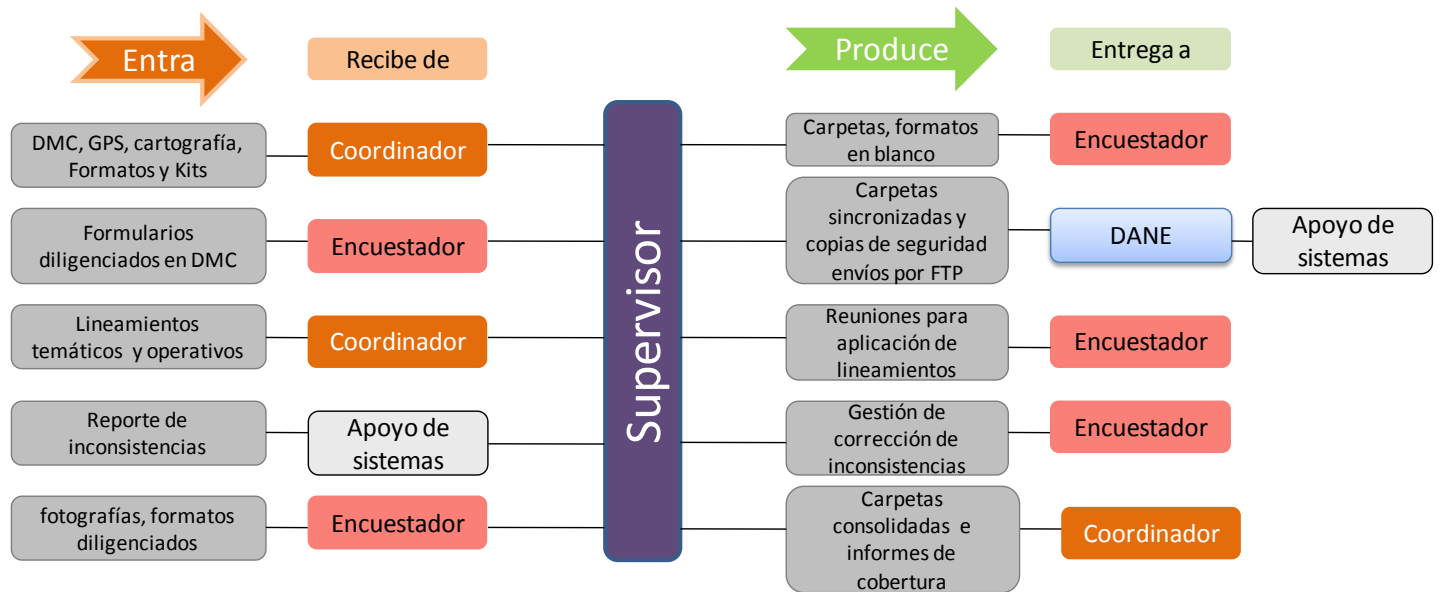 Entra
Recibe de
Produce
Entrega a
DMC, GPS, cartografía,
Formatos y Kits
Coordinador
Supervisor
Carpetas, formatos
en blanco
Encuestador
Formularios
diligenciados en DMC
Encuestador
Carpetas
sincronizadas y
copias de seguridad
envíos por FTP
DANE
Apoyo de
sistemas
Lineamientos
temáticos y operativos
Coordinador
Reuniones para
aplicación de
lineamientos
Encuestador
Reporte de
inconsistencias
Apoyo de
sistemas
Gestión de
corrección de
inconsistencias
Encuestador
fotografías, formatos
diligenciados
Encuestador
Carpetas
consolidadas e
informes de
cobertura
Coordinador